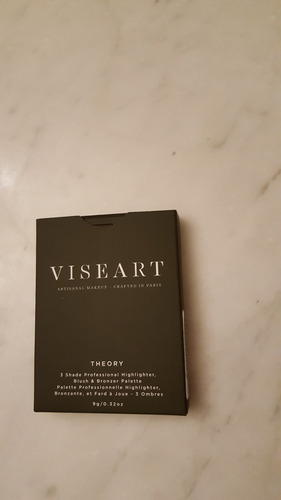 VISEART
ARTISANAL MAKEUP - CRAFTED IN PARIS
THEORY
3 Shade Professional Highlighter,
Blush & Bronzer Palette
Palette Professionnelle Highlighter,
Bronzante, et Fard à Joue - 3 Ombres
9g/0.32oz